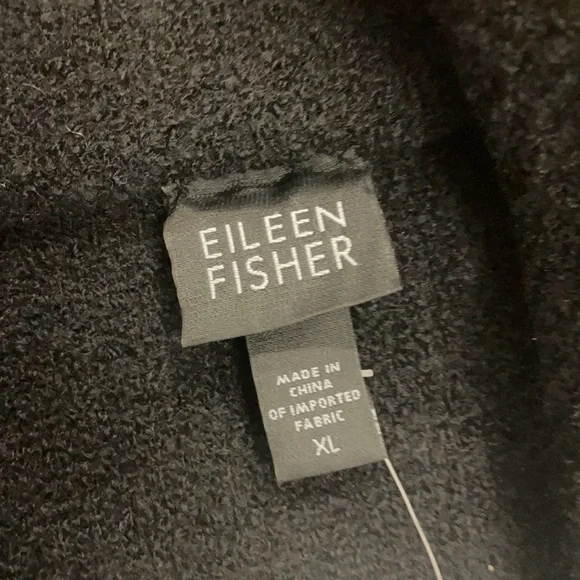 EILEEN
FISHER
MADE IN
CHINA
OF IMPORTED
FABRIC
XL